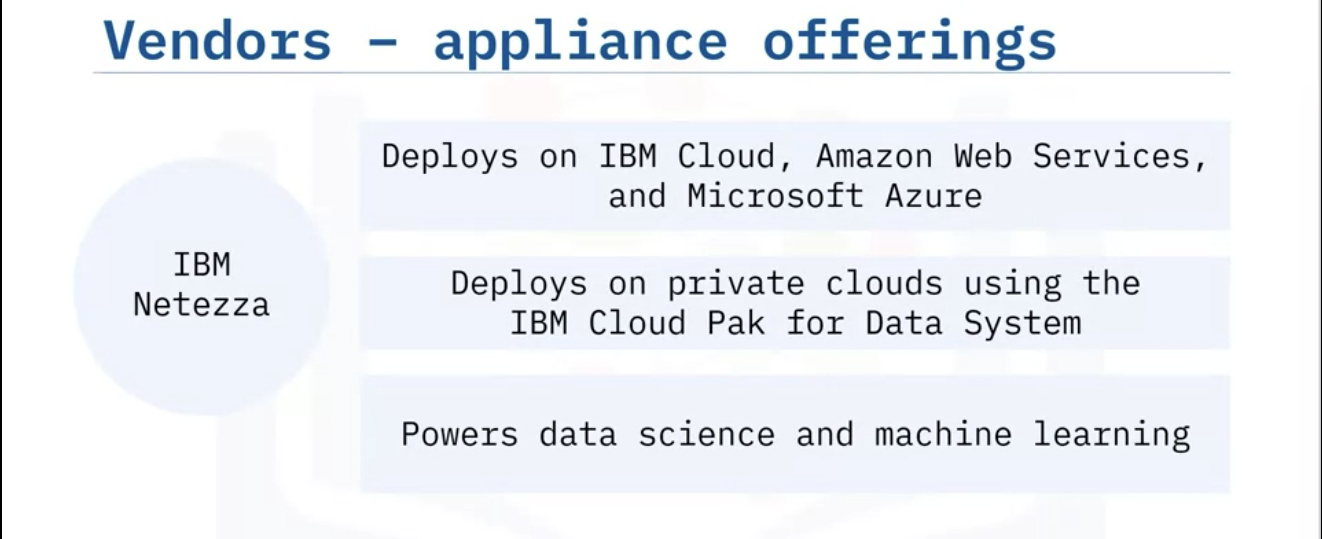 Vendors – appliance offerings
IBM
Netezza
Deploys on IBM Cloud, Amazon Web Services,
and Microsoft Azure
Deploys on private clouds using the
IBM Cloud Pak for Data System
Powers data science and machine learning